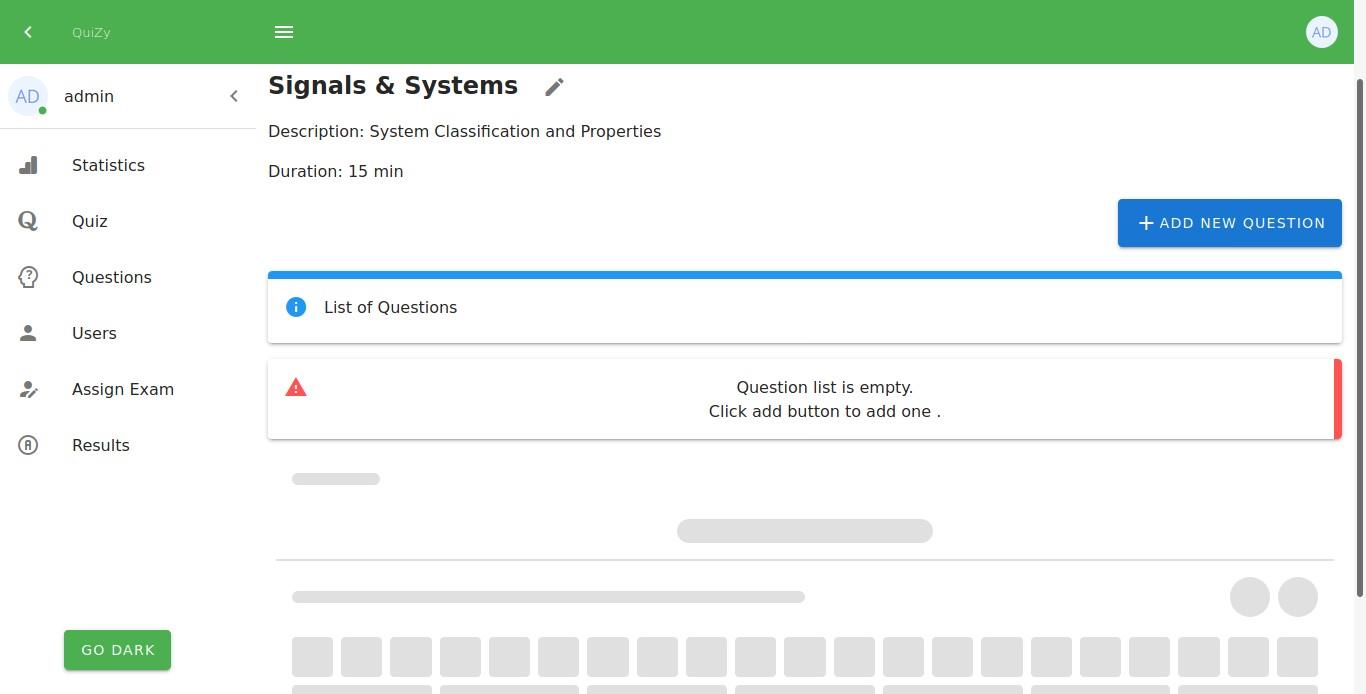 QuiZy
AD
AD
admin
Signals & Systems
Description: System Classification and Properties
Duration: 15 min
ADD NEW QUESTION
Statistics
Q Quiz
Questions
Users
Assign Exam
Results
List of Questions
Question list is empty.
Click add button to add one .
GO DARK